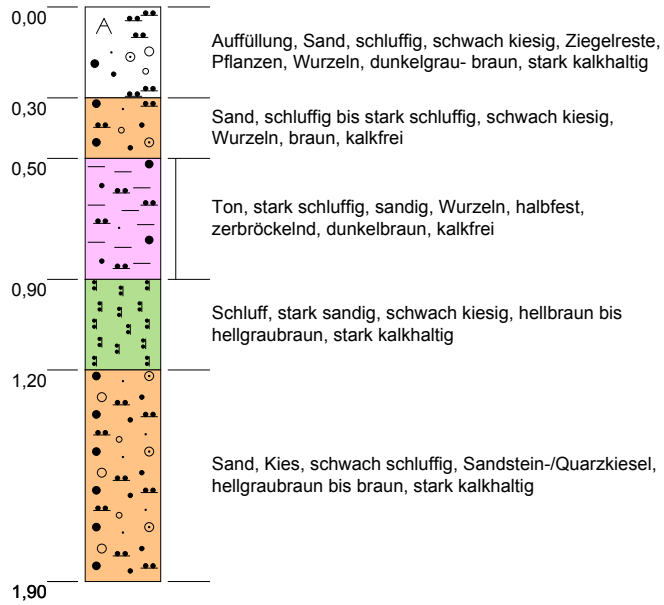 0,00
Auffüllung, Sand, schluffig, schwach kiesig, Ziegelreste,
Pflanzen, Wurzeln, dunkelgrau- braun, stark kalkhaltig
0,30
Sand, schluffig bis stark schluffig, schwach kiesig,
Wurzeln, braun, kalkfrei
0,50
Ton, stark schluffig, sandig, Wurzeln, halbfest,
zerbröckelnd, dunkelbraun, kalkfrei
0,90
Schluff, stark sandig, schwach kiesig, hellbraun bis
hellgraubraun, stark kalkhaltig
1,20
Sand, Kies, schwach schluffig, Sandstein-/Quarzkiesel,
hellgraubraun bis braun, stark kalkhaltig
1,90